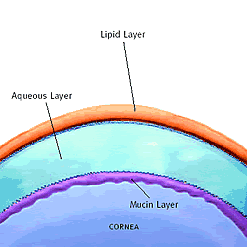 Lipid Layer
Aqueous Layer
Mucin Layer
CORNEA